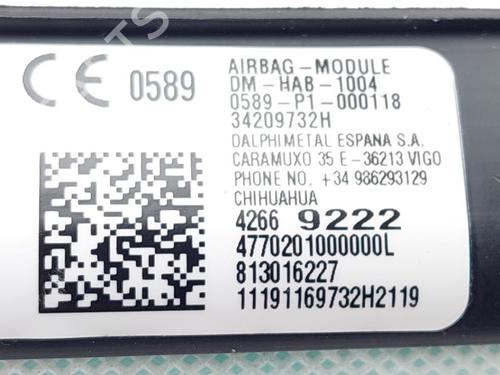 CE 0589
AIRBAG-MODULE
DM-HAB-1004
0589-P1-000118
34209732H
DALPHIMETAL ESPANA S.A.
CARAMUXO 35 E-36213 VIGO
PHONE NO. +34 986293129
CHIHUAHUA
4266 9222
4770201000000L
813016227
11191169732H2119